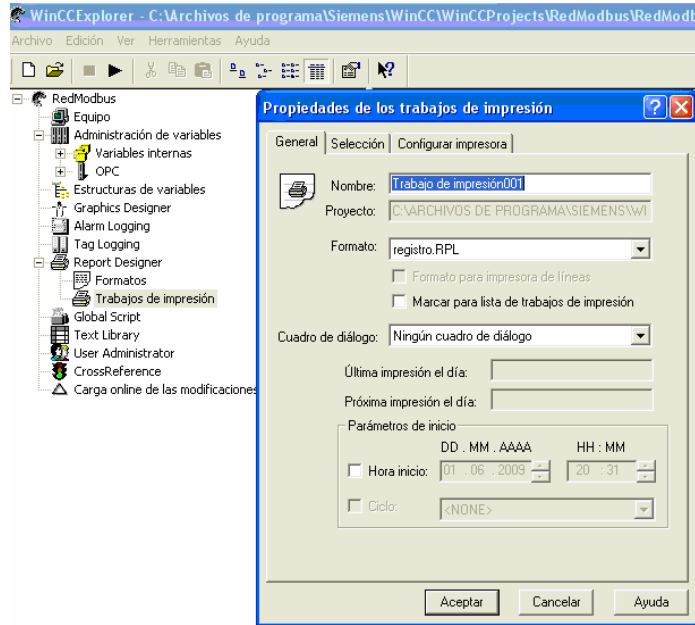 WinCCExplorer - C:\Archivos de programa\Siemens\WinCC\WinCCProjects\RedModbus\RedModb
Archivo Edición Ver Herramientas Ayuda
RedModbus
Equipo
Administración de variables
Variables internas
OPC
Estructuras de variables
Graphics Designer
Alarm Logging
Tag Logging
Report Designer
Formatos
Trabajos de impresión
Global Script
Text Library
User Administrator
CrossReference
Carga online de las modificaciones
Propiedades de los trabajos de impresión
General Selección Configurar impresora
Nombre: Trabajo de impresión001
Proyecto: C:\ARCHIVOS DE PROGRAMA\SIEMENS\WI
Formato: registro.RPL
Formato para impresora de líneas
Marcar para lista de trabajos de impresión
Cuadro de diálogo: Ningún cuadro de diálogo
Última impresión el día:
Próxima impresión el día:
Parámetros de inicio
DD . MM . AAAA HH : MM
Hora inicio: 01 . 06 . 2009 20 : 31
Ciclo: <NONE>
Aceptar Cancelar Ayuda